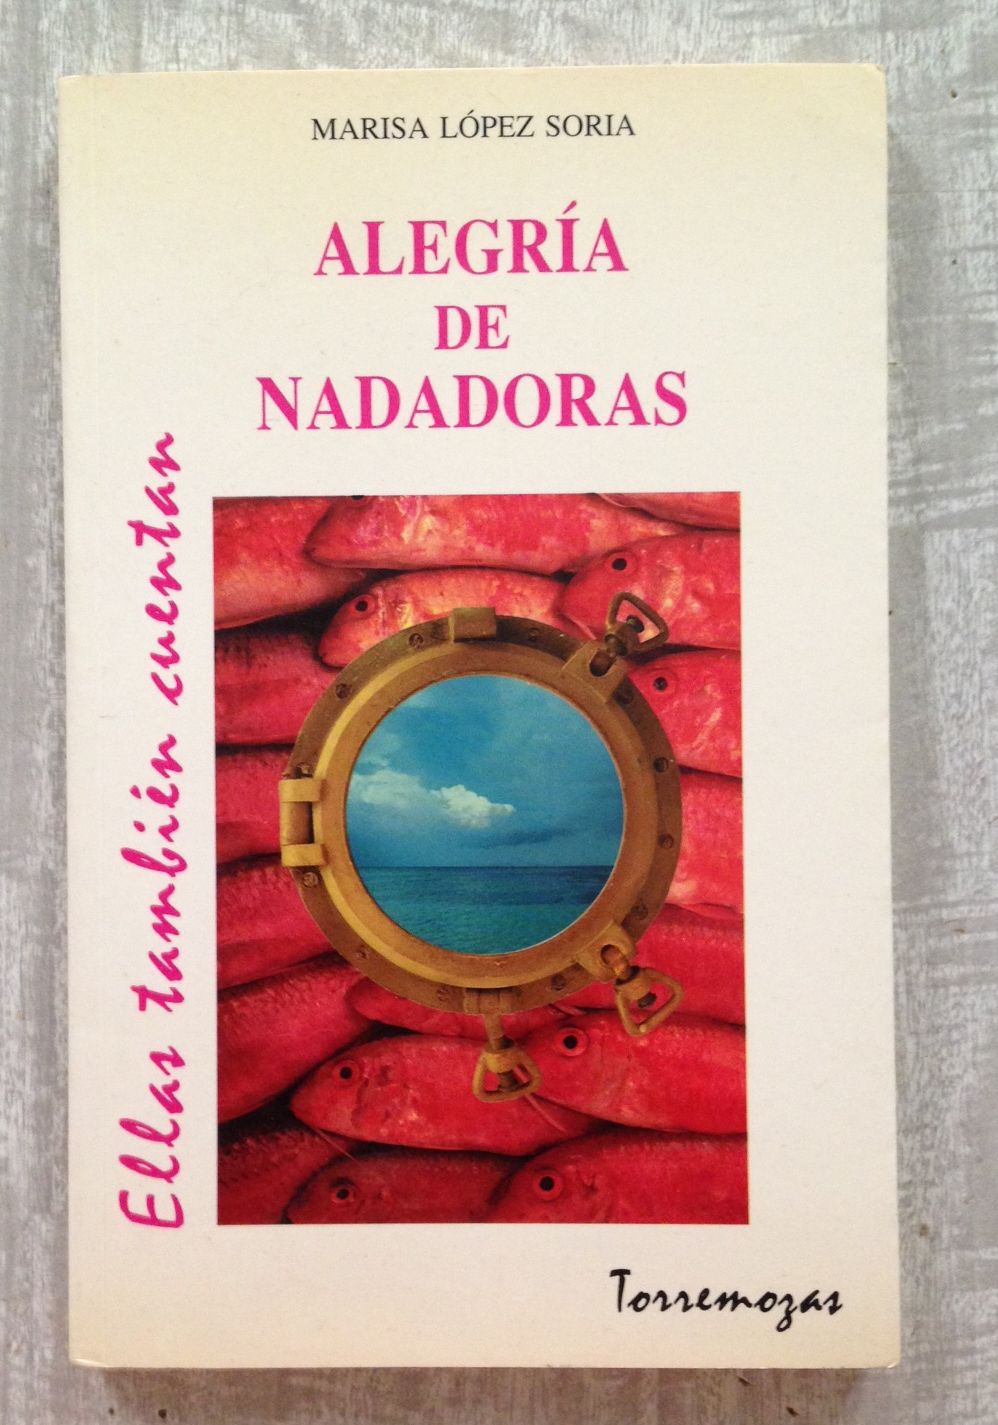 MARISA LÓPEZ SORIA
ALEGRÍA
DE
NADADORAS
Ellas también cuentan
Torremozas